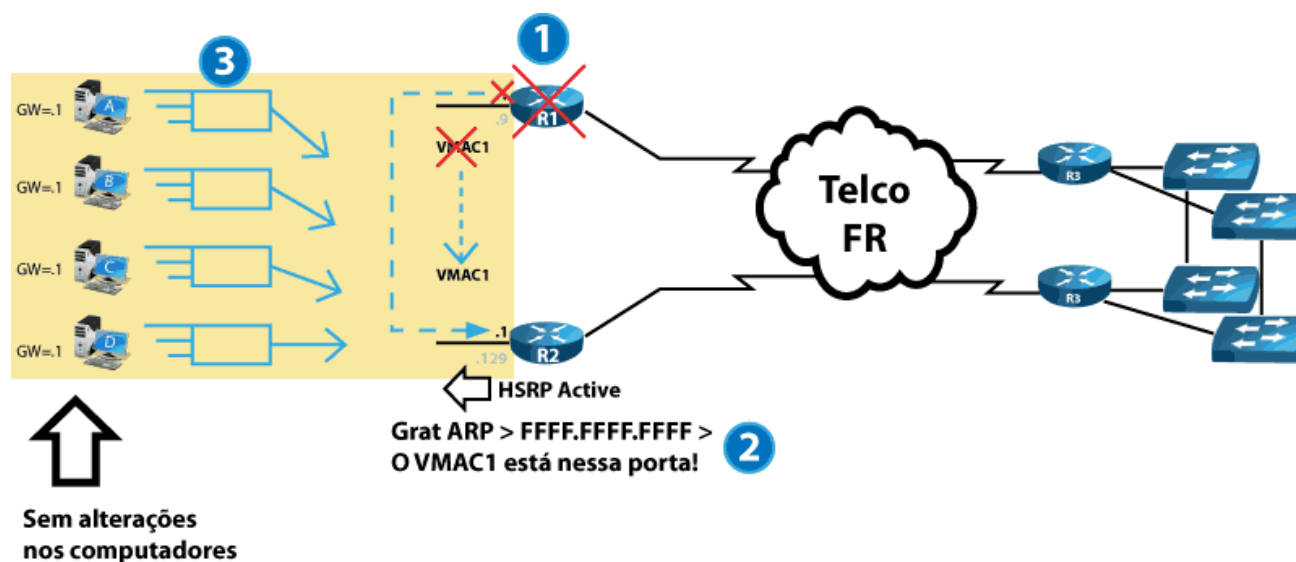 1
3
GW=.1
A
R1
.9
VMAC1
GW=.1
B
GW=.1
C
VMAC1
GW=.1
D
.1
.129
R2
HSRP Active
Grat ARP > FFFF.FFFF.FFFF >
O VMAC1 está nessa porta!
2
Sem alterações
nos computadores
Telco
FR
R3
R3